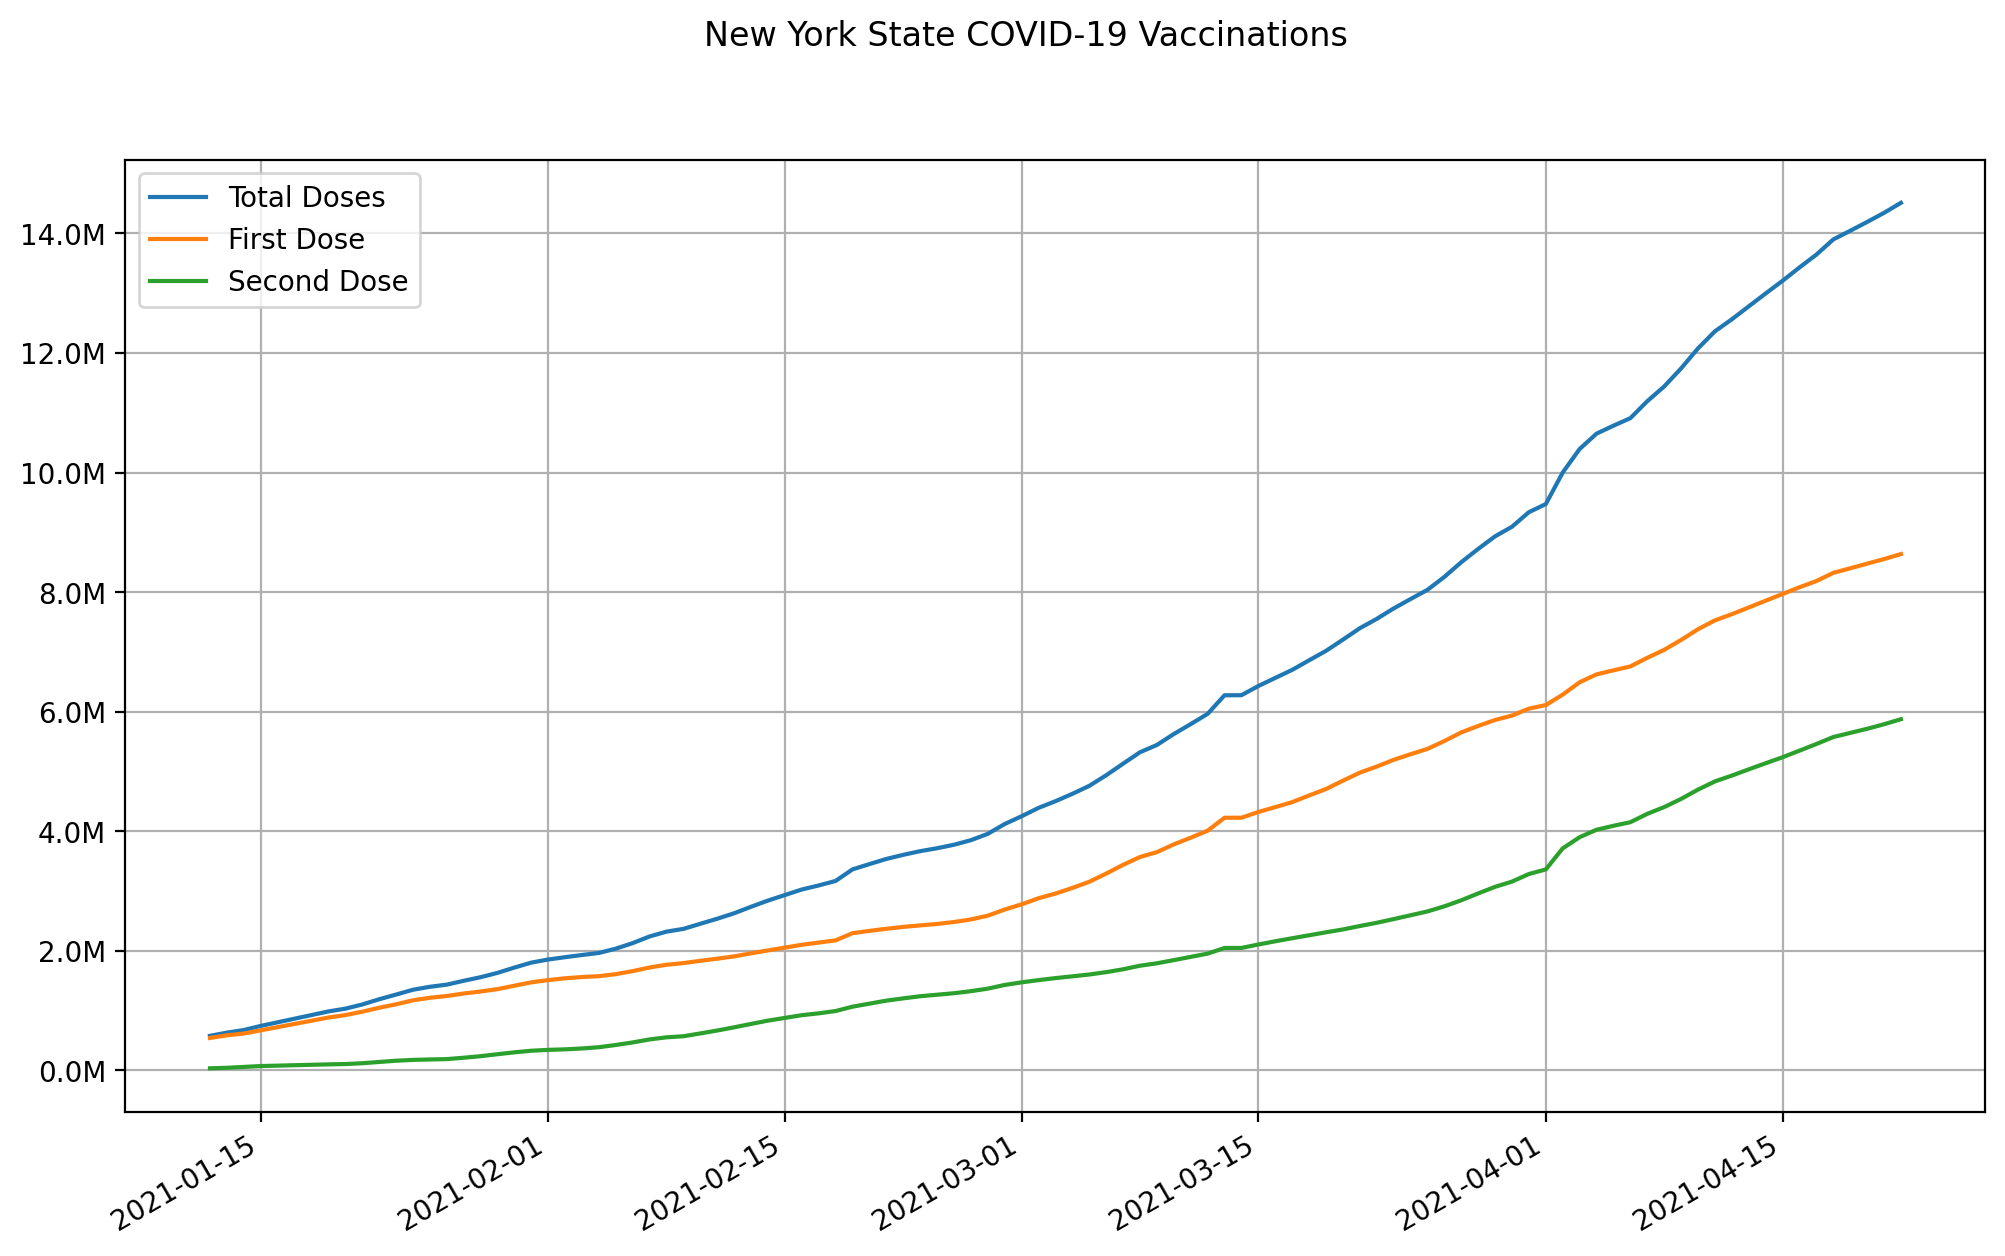 New York State COVID-19 Vaccinations
Total Doses
First Dose
Second Dose
14.0M
12.0M
10.0M
8.0M
6.0M
4.0M
2.0M
0.0M
2021-01-15
2021-02-01
2021-02-15
2021-03-01
2021-03-15
2021-04-01
2021-04-15